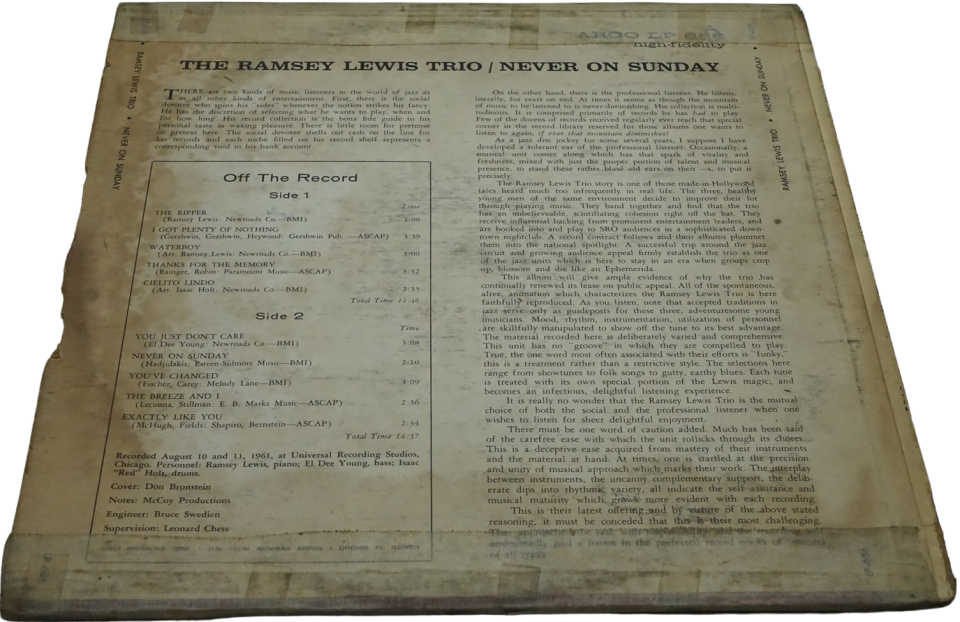 ARGO LP
high-fidelity
THE RAMSEY LEWIS TRIO / NEVER ON SUNDAY
RAMSEY LEWIS TRIO • NEVER ON SUNDAY
THERE are two kinds of music listeners in the world of jazz as
in all other kinds of entertainment. First, there is the social
devotee who spins his "sides" whenever the notion strikes his fancy.
He has the discretion of selecting what he wants to play, when and
for how long. His record collection is the bona fide guide to his
personal taste in waxing pleasure. There is little room for pretense
or pretext here. The social devotee shells out cash on the line for
his records and each niche filled on his record shelf represents a
corresponding void in his bank account.
Off The Record
Side 1
Time
THE RIPPER
(Ramsey Lewis: Newroads Co.—BMI) 3:00
I GOT PLENTY OF NOTHING
(Gershwin, Gershwin, Heywood: Gershwin Pub. —ASCAP) 3:39
WATERBOY
(Arr. Ramsey Lewis: Newroads Co.—BMI) 3:00
THANKS FOR THE MEMORY
(Rainger, Robin: Paramount Music—ASCAP) 3:32
CIELITO LINDO
(Arr. Isaac Holt: Newroads Co.—BMI) 2:35
Total Time
Side 2
Time
YOU JUST DON'T CARE
(El Dee Young: Newroads Co.—BMI) 3:08
NEVER ON SUNDAY
(Hadjidakis: Esteen-Sidmore Music—BMI) 2:10
YOU'VE CHANGED
(Fischer, Carey: Melody Lane—BMI) 4:09
THE BREEZE AND I
(Lecuona, Stillman: E. B. Marks Music—ASCAP) 2:36
EXACTLY LIKE YOU
(McHugh, Fields: Shapiro, Bernstein—ASCAP) 2:34
Total Time 14:37
Recorded August 10 and 11, 1961, at Universal Recording Studios,
Chicago. Personnel: Ramsey Lewis, piano; El Dee Young, bass; Isaac
"Red" Holt, drums.
Cover: Don Bronstein
Notes: McCoy Productions
Engineer: Bruce Swedien
Supervision: Leonard Chess
On the other hand, there is the professional listener. He listens,
literally, for years on end. At times it seems as though the mountain
of music to be listened to is never-diminishing. His collection is multi-
tudinous. It is comprised primarily of records he has had to play.
Few of the dozens of records received regularly ever reach that special
corner in the record library reserved for those albums one wants to
listen to again, if ever that mountain diminishes!
As a jazz disc jockey for some several years, I suppose I have
developed a tolerant ear of the professional listener. Occasionally, a
musical unit comes along which has that spark of vitality and
freshness, mixed with just the proper portion of talent and musical
presence, to stand these rather blasé old ears on their —s, to put it
precisely.
The Ramsey Lewis Trio story is one of those made-in-Hollywood
tales heard much too infrequently in real life. The three, healthy
young men of the same environment decide to improve their lot
through playing music. They band together and find that the trio
has an unbelieveable, scintillating cohesion right off the bat. They
receive influential backing from prominent entertainment leaders, and
are booked into and play to SRO audiences in a sophisticated down-
town nightclub. A record contract follows and their albums plummet
them into the national spotlight. A successful trip around the jazz
circuit and growing audience appeal firmly establish the trio as one
of the jazz units which is here to stay in an era when groups crop
up, blossom and die like an Ephemerida.
This album will give ample evidence of why the trio has
continually renewed its lease on public appeal. All of the spontaneous,
alive, animation which characterizes the Ramsey Lewis Trio is here
faithfully reproduced. As you listen, note that accepted traditions in
jazz serve only as guideposts for these three, adventuresome young
musicians. Mood, rhythm, instrumentation, utilization of personnel
are skillfully manipulated to show off the tune to its best advantage.
The material recorded here is deliberately varied and comprehensive.
This unit has no "groove" in which they are compelled to play.
True, the one word most often associated with their efforts is "funky,"
this is a treatment rather than a restrictive style. The selections here
range from showtunes to folk songs to gutty, earthy blues. Each tune
is treated with its own special portion of the Lewis magic, and
becomes an infectious, delightful listening experience.
It is really no wonder that the Ramsey Lewis Trio is the mutual
choice of both the social and the professional listener when one
wishes to listen for sheer delightful enjoyment.
There must be one word of caution added. Much has been said
of the carefree ease with which the unit rollicks through its chores.
This is a deceptive ease acquired from mastery of their instruments
and the material at hand. At times, one is startled at the precision
and unity of musical approach which marks their work. The interplay
between instruments, the uncanny complementary support, the delib-
erate dips into rhythmic variety, all indicate the self assurance and
musical maturity which grows more evident with each recording.
This is their latest offering and by virtue of the above stated
reasoning, it must be conceded that this is their most challenging.
of all types
RAMSEY LEWIS TRIO • NEVER ON SUNDAY